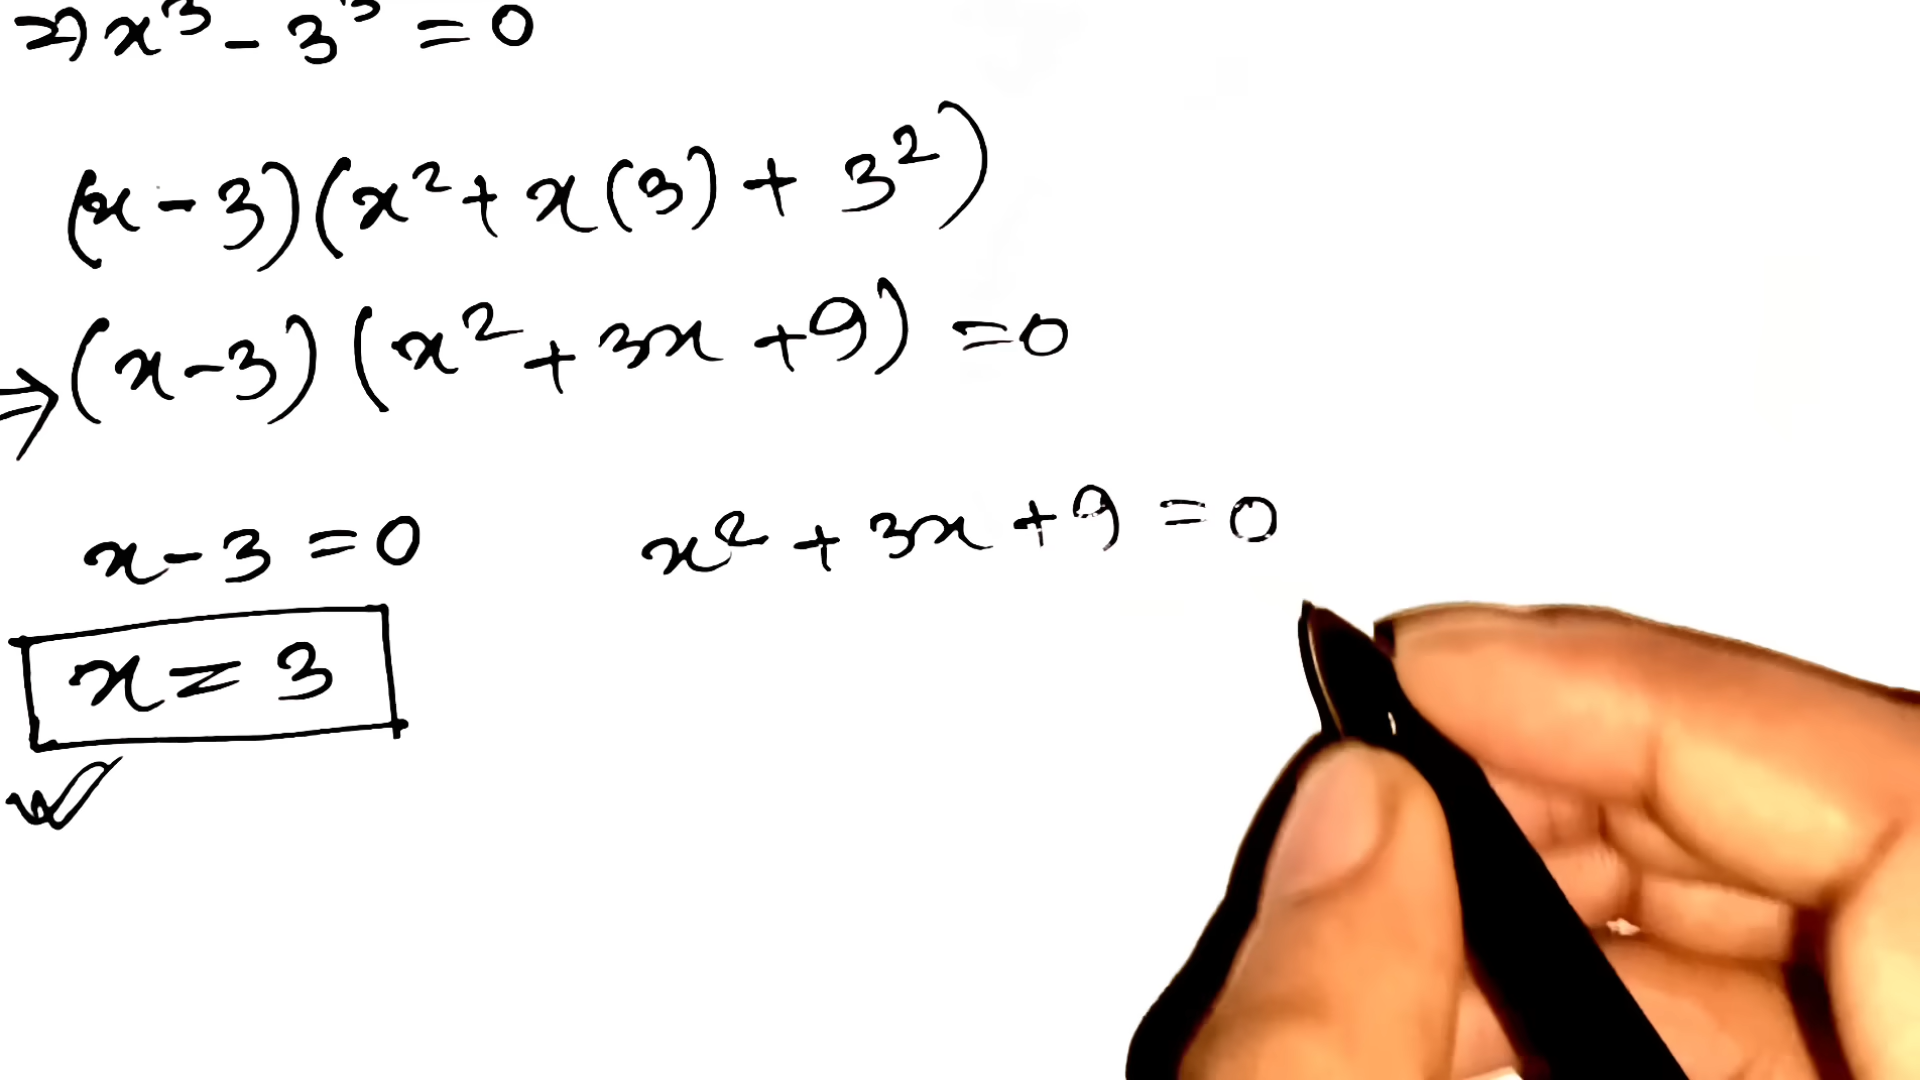 ⇒ x³ - 3³ = 0
(x - 3)(x² + x(3) + 3²)
⇒ (x-3)(x² + 3x + 9) = 0
x - 3 = 0 x² + 3x + 9 = 0
x = 3